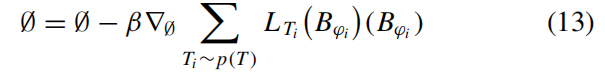 ∅ = ∅ − β∇_∅ ∑_{T_i∼p(T)} L_{T_i}(B_{φ_i})(B_{φ_i}) (13)